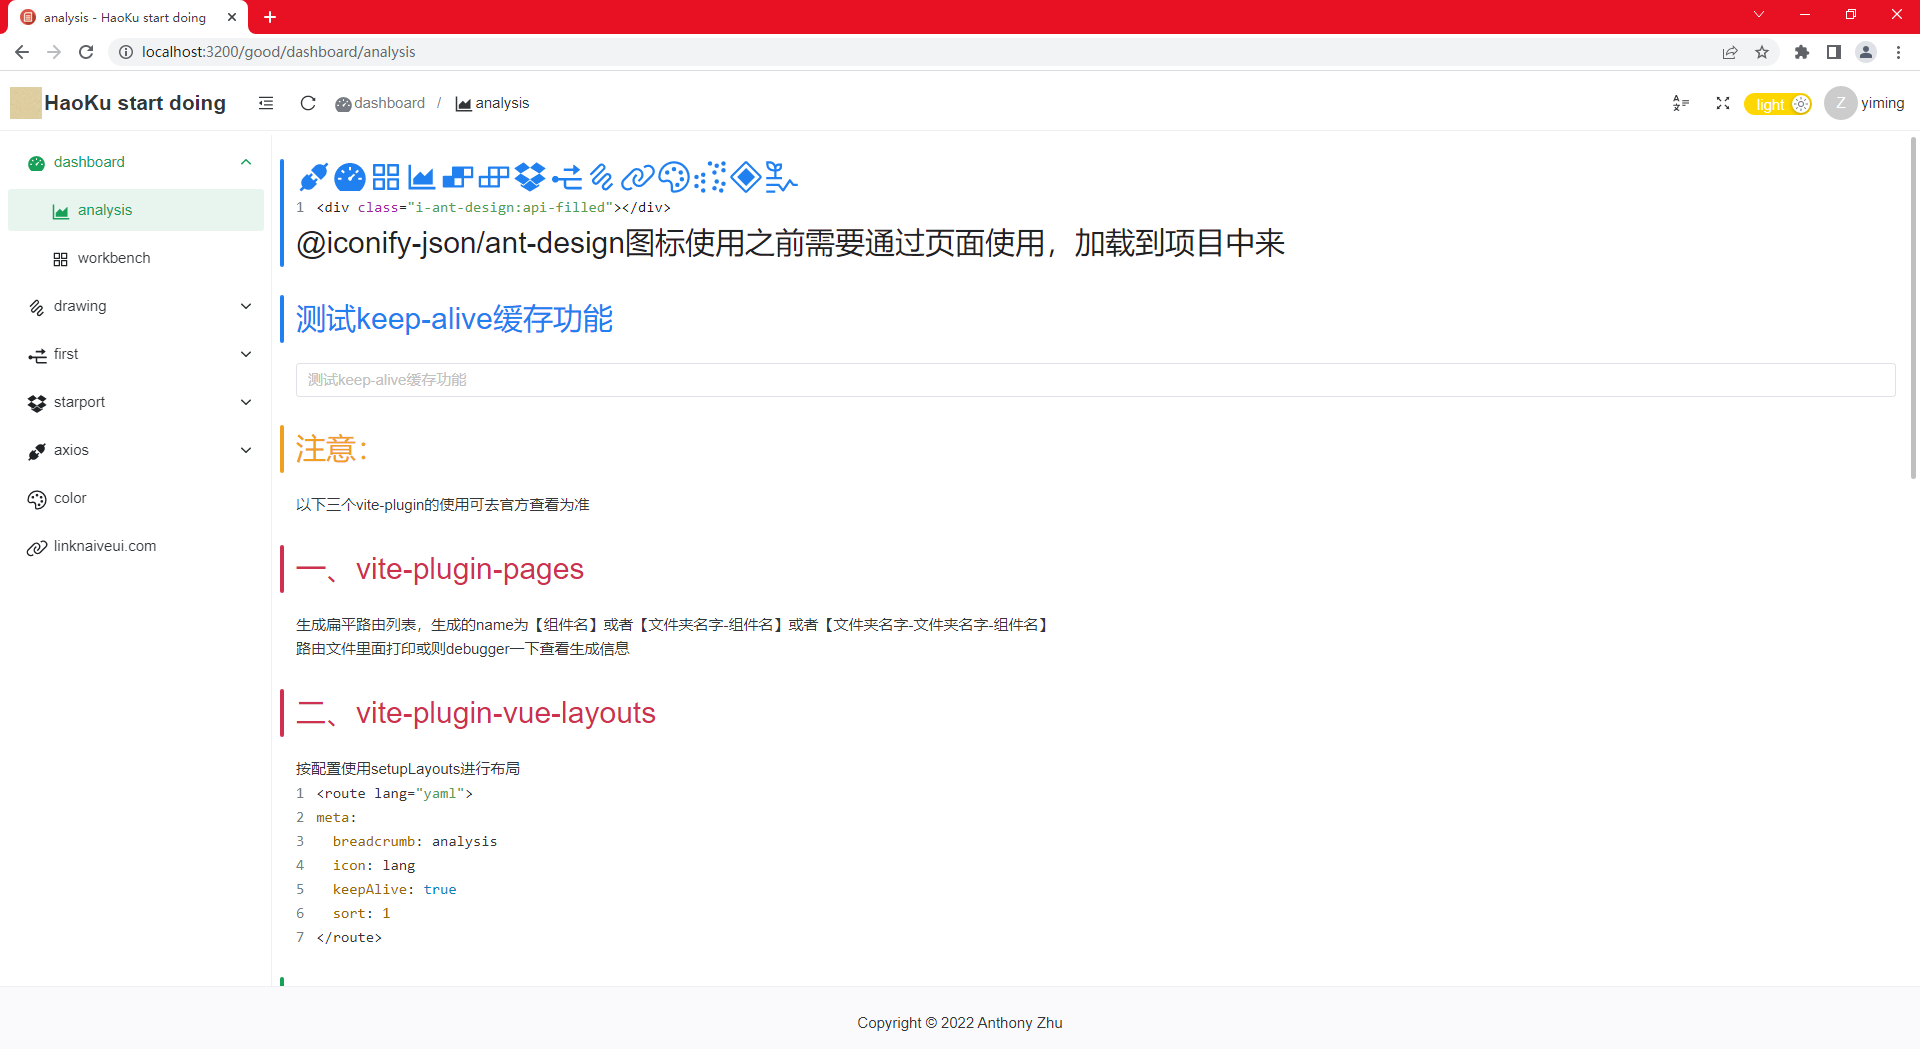 analysis - HaoKu start doing
localhost:3200/good/dashboard/analysis
HaoKu start doing
dashboard / analysis
light
Z yiming
dashboard
analysis
workbench
drawing
first
starport
axios
color
linknaiveui.com
1 <div class="i-ant-design:api-filled"></div>
@iconify-json/ant-design图标使用之前需要通过页面使用，加载到项目中来
测试keep-alive缓存功能
测试keep-alive缓存功能
注意：
以下三个vite-plugin的使用可去官方查看为准
一、vite-plugin-pages
生成扁平路由列表，生成的name为【组件名】或者【文件夹名字-组件名】或者【文件夹名字-文件夹名字-组件名】
路由文件里面打印或则debugger一下查看生成信息
二、vite-plugin-vue-layouts
按配置使用setupLayouts进行布局
1 <route lang="yaml">
2 meta:
3 breadcrumb: analysis
4 icon: lang
5 keepAlive: true
6 sort: 1
7 </route>
Copyright © 2022 Anthony Zhu